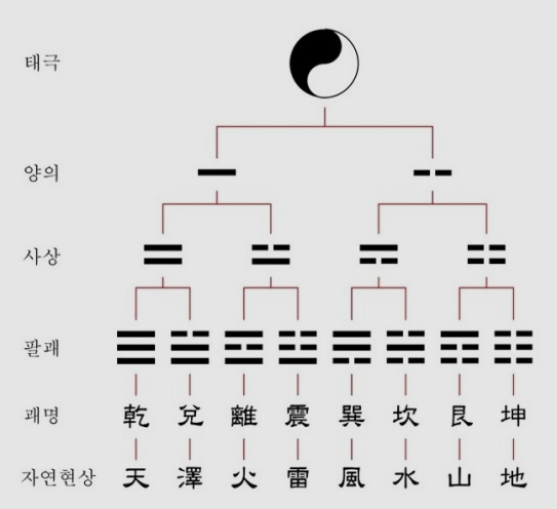 태극
양의
사상
팔괘
괘명 乾 兌 離 震 巽 坎 艮 坤
자연현상 天 澤 火 雷 風 水 山 地